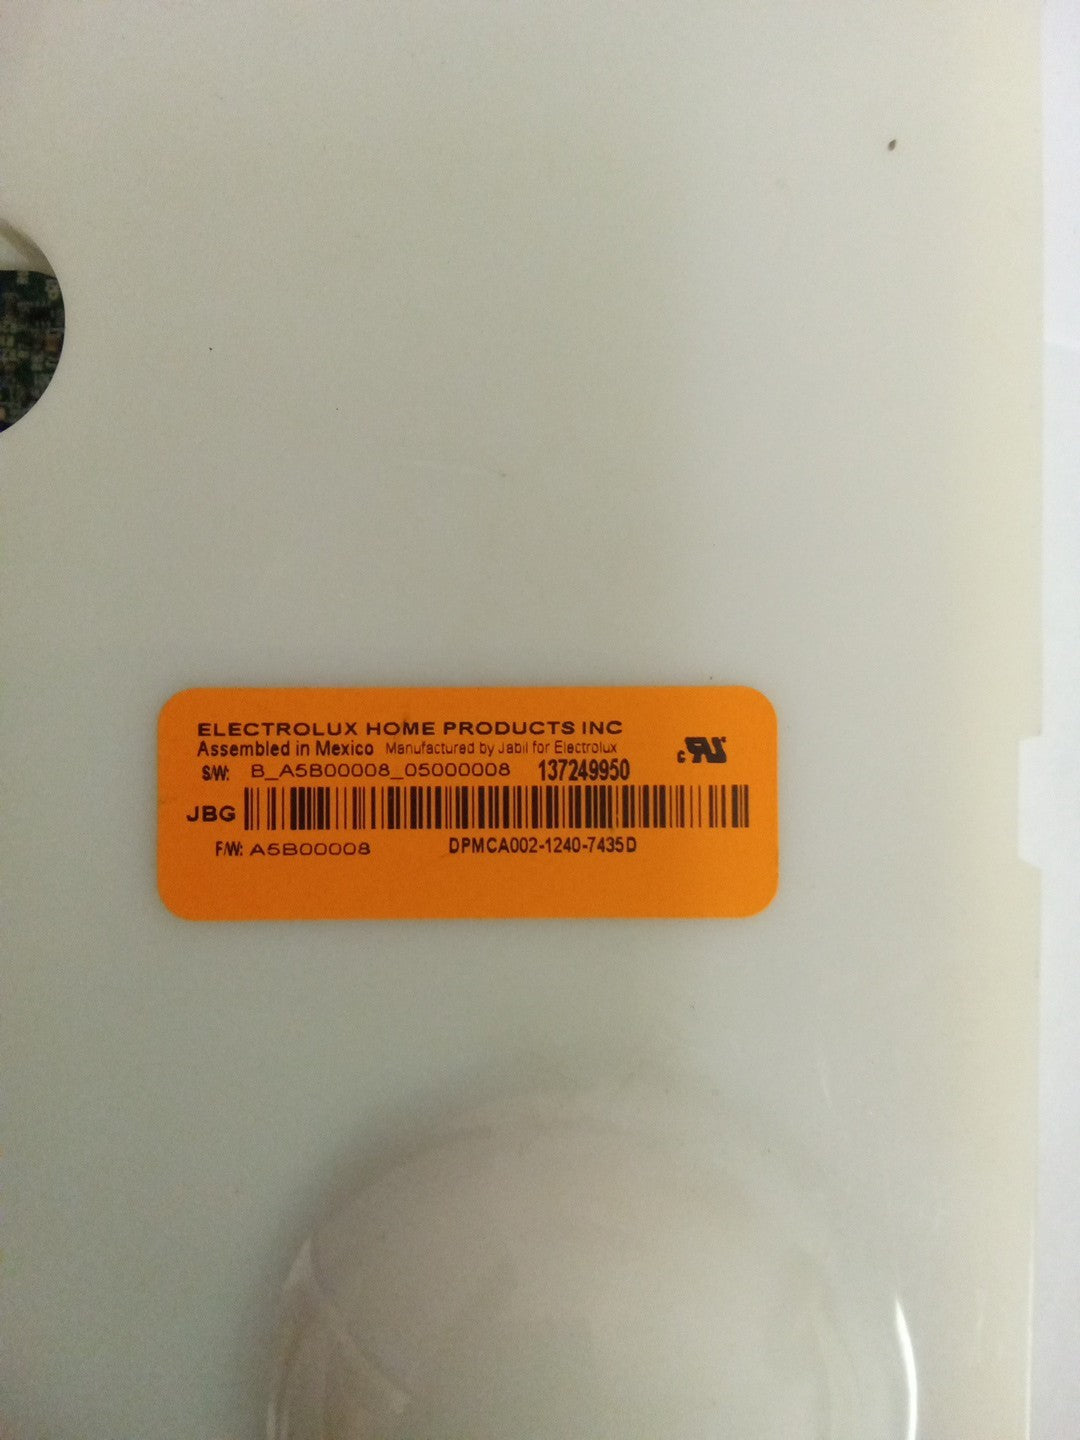 ELECTROLUX HOME PRODUCTS INC
Assembled in Mexico Manufactured by Jabil for Electrolux
S/W: B_A5B00008_05000008 137249950
JBG
F/W: A5B00008 DPMCA002-1240-7435D
c RU